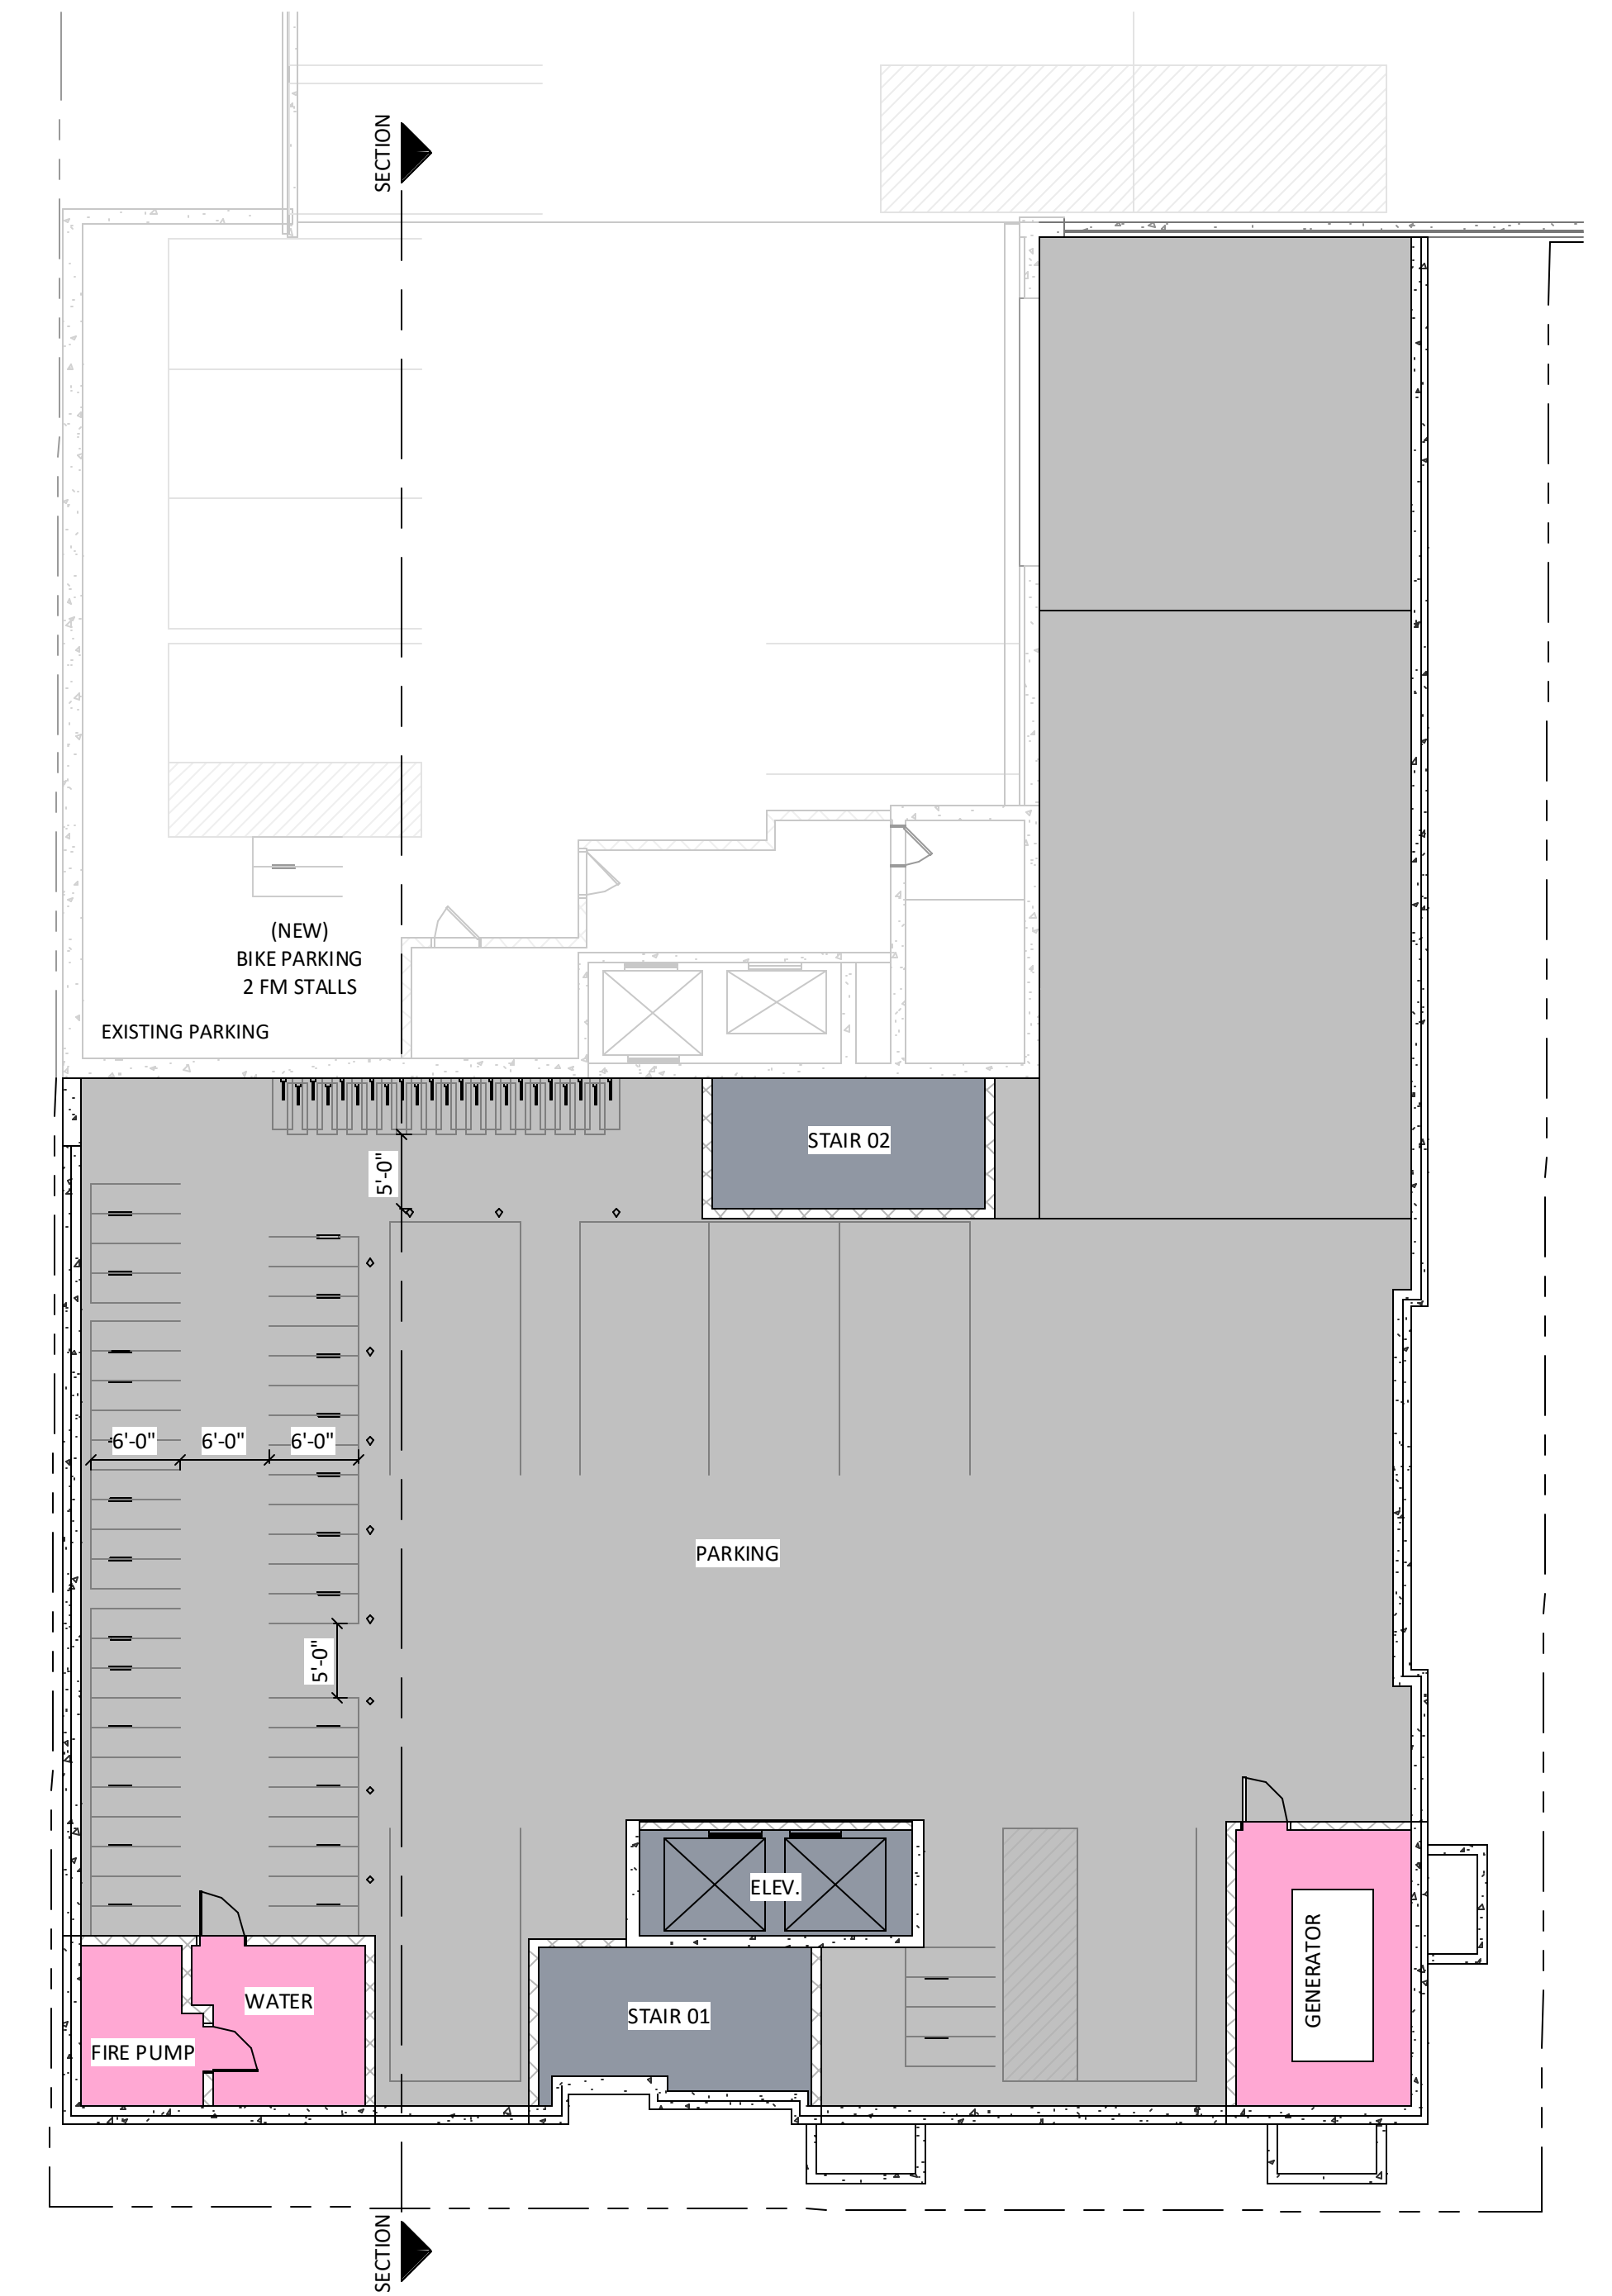 SECTION
(NEW)
BIKE PARKING
2 FM STALLS
EXISTING PARKING
STAIR 02
5'-0"
6'-0"
6'-0"
6'-0"
PARKING
5'-0"
ELEV.
GENERATOR
WATER
STAIR 01
FIRE PUMP
SECTION